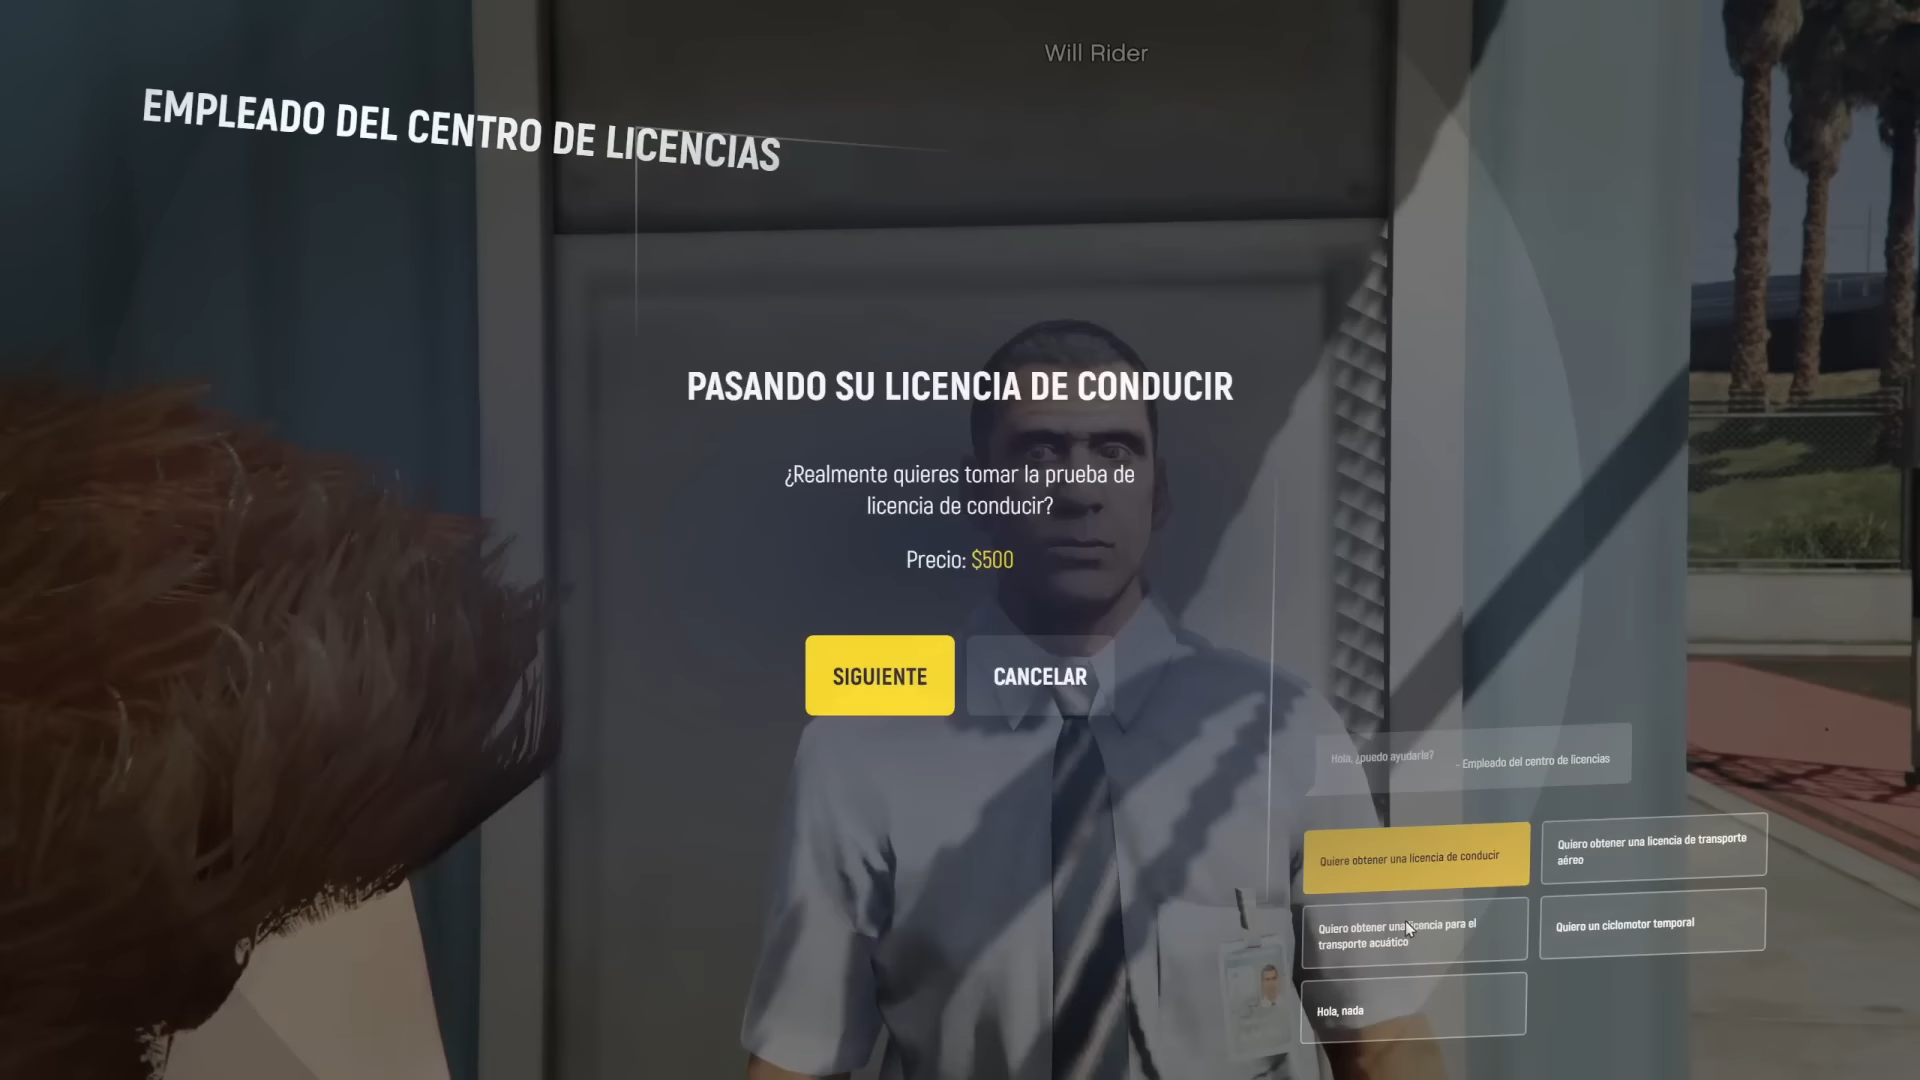 Will Rider
EMPLEADO DEL CENTRO DE LICENCIAS
PASANDO SU LICENCIA DE CONDUCIR
¿Realmente quieres tomar la prueba de
licencia de conducir?
Precio: $500
SIGUIENTE
CANCELAR
Hola, ¿puedo ayudarle?
- Empleado del centro de licencias
Quiere obtener una licencia de conducir
Quiero obtener una licencia de transporte
aéreo
Quiero obtener una licencia para el
transporte acuático
Quiero un ciclomotor temporal
Hola, nada